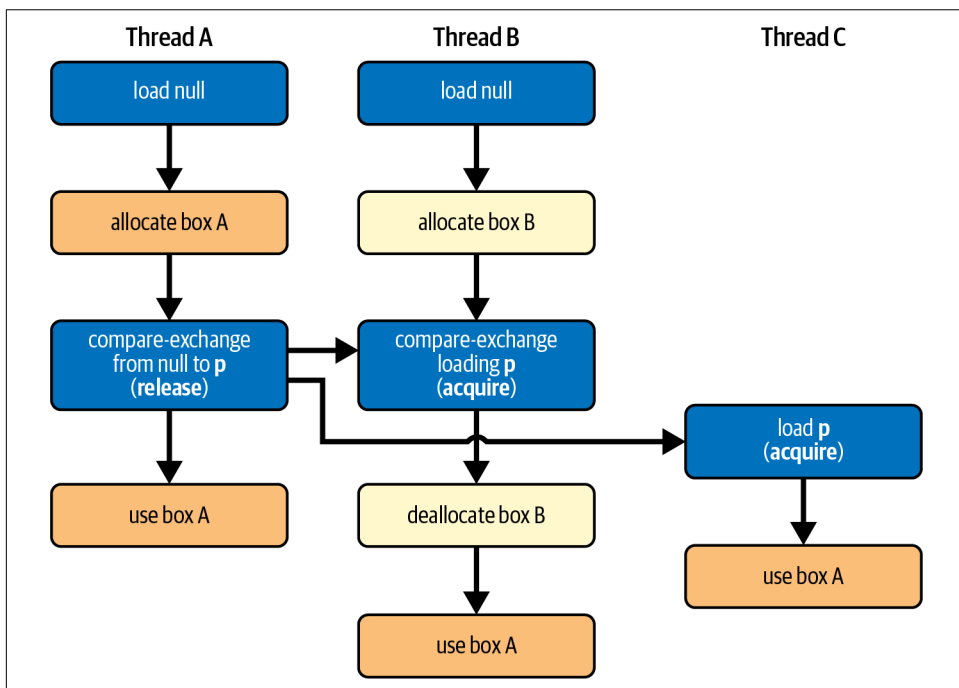 Thread A
Thread B
Thread C
load null
load null
allocate box A
allocate box B
compare-exchange
from null to p
(release)
compare-exchange
loading p
(acquire)
load p
(acquire)
use box A
deallocate box B
use box A
use box A